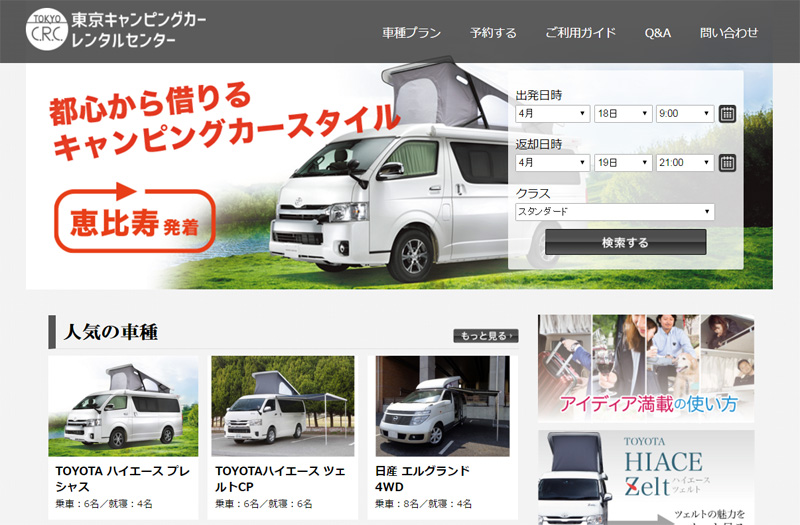 TOKYO
C.R.C.
東京キャンピングカー
レンタルセンター
車種プラン
予約する
ご利用ガイド
Q&A
問い合わせ
都心から借りる
キャンピングカースタイル
恵比寿発着
出発日時
4月
18日
9:00
返却日時
4月
19日
21:00
クラス
スタンダード
検索する
人気の車種
もっと見る
TOYOTA ハイエース プレ
シャス
乗車：6名／就寝：4名
TOYOTAハイエース ツェ
ルトCP
乗車：6名／就寝：6名
日産 エルグランド
4WD
乗車：8名／就寝：4名
アイディア満載の使い方
TOYOTA
HIACE
Zelt
ハイエース
ツェルト
ツェルトの魅力を